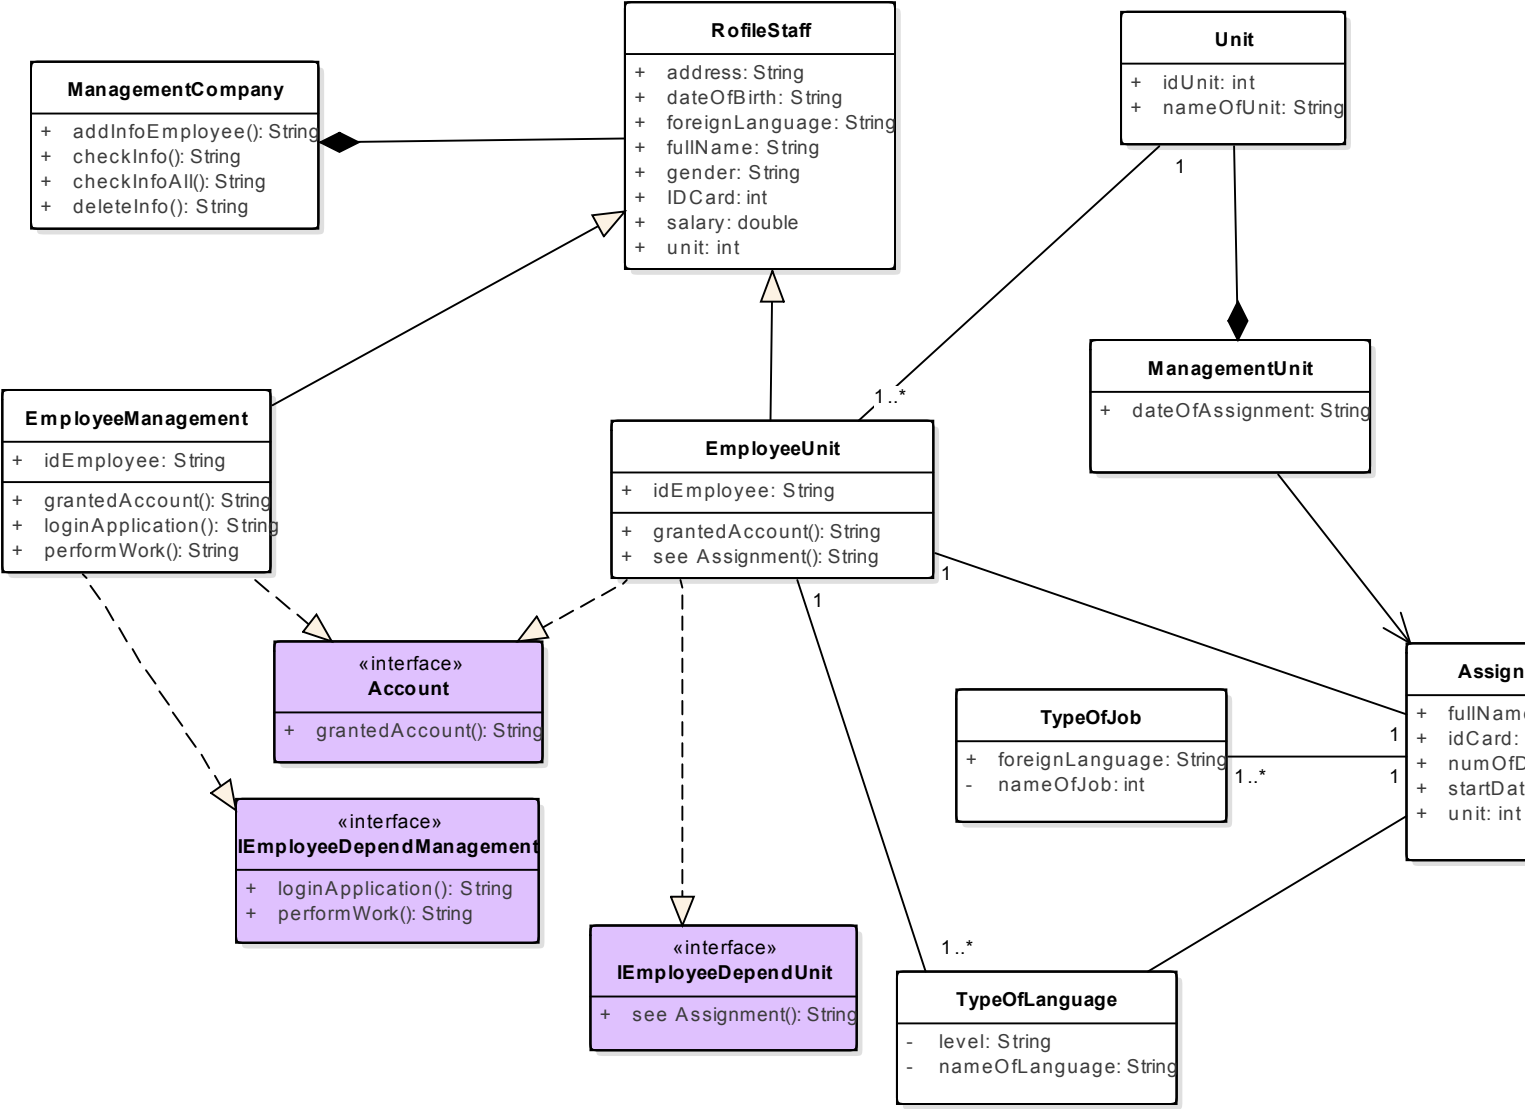 RofileStaff
+ address: String
+ dateOfBirth: String
+ foreignLanguage: String
+ fullName: String
+ gender: String
+ IDCard: int
+ salary: double
+ unit: int
Unit
+ idUnit: int
+ nameOfUnit: String
ManagementCompany
+ addInfoEmployee(): String
+ checkInfo(): String
+ checkInfoAll(): String
+ deleteInfo(): String
1
1..*
ManagementUnit
+ dateOfAssignment: String
EmployeeManagement
+ idEmployee: String
+ grantedAccount(): String
+ loginApplication(): String
+ performWork(): String
EmployeeUnit
+ idEmployee: String
+ grantedAccount(): String
+ see Assignment(): String
1
1
«interface»
Account
+ grantedAccount(): String
TypeOfJob
+ foreignLanguage: String
- nameOfJob: int
1..*
1
1
Assign
+ fullName
+ idCard:
+ numOfD
+ startDat
+ unit: int
«interface»
IEmployeeDependManagement
+ loginApplication(): String
+ performWork(): String
«interface»
IEmployeeDependUnit
+ see Assignment(): String
1..*
TypeOfLanguage
- level: String
- nameOfLanguage: String